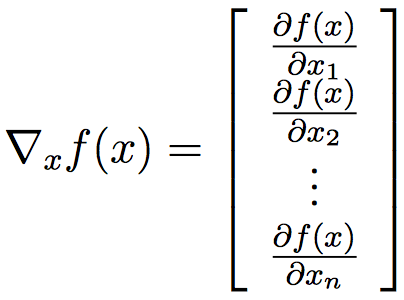 ∇ₓf(x) = [ ∂f(x)/∂x₁
∂f(x)/∂x₂
⋮
∂f(x)/∂xₙ ]